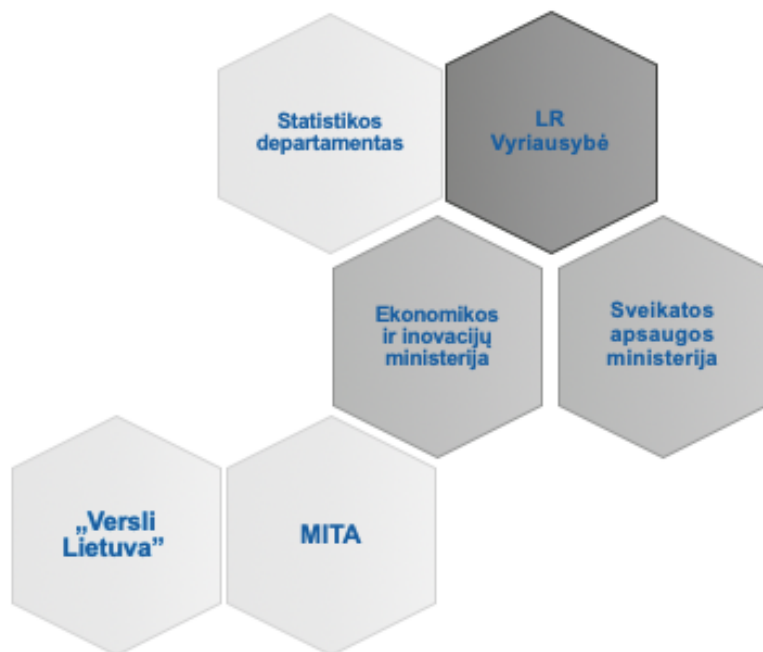 Statistikos
departamentas
LR
Vyriausybė
Ekonomikos
ir inovacijų
ministerija
Sveikatos
apsaugos
ministerija
„Versli
Lietuva”
MITA